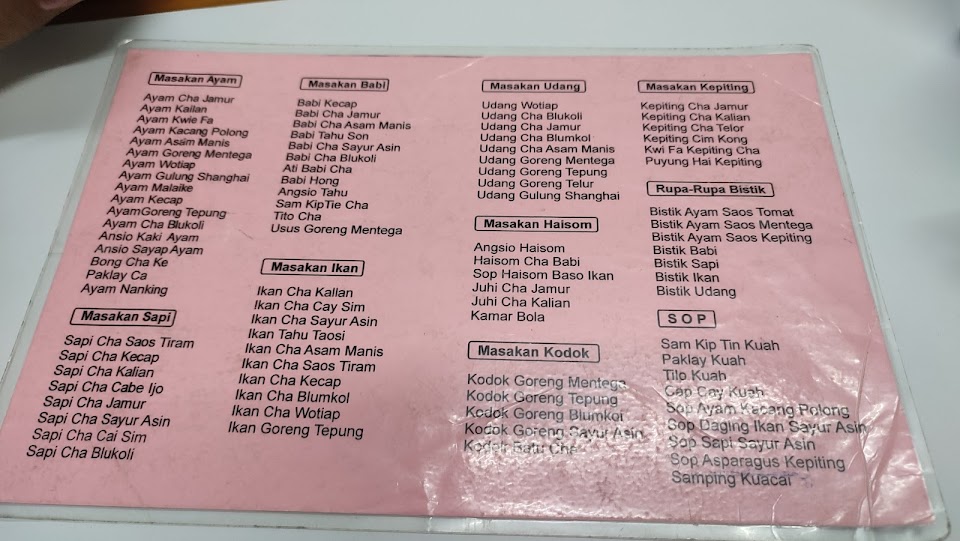 Masakan Ayam
Ayam Cha Jamur
Ayam Kailan
Ayam Kwie Fa
Ayam Kacang Polong
Ayam Asam Manis
Ayam Goreng Mentega
Ayam Wotiap
Ayam Gulung Shanghai
Ayam Malaike
Ayam Kecap
AyamGoreng Tepung
Ayam Cha Blukoli
Ansio Kaki Ayam
Ansio Sayap Ayam
Bong Cha Ke
Paklay Ca
Ayam Nanking
Masakan Sapi
Sapi Cha Saos Tiram
Sapi Cha Kecap
Sapi Cha Kalian
Sapi Cha Cabe Ijo
Sapi Cha Jamur
Sapi Cha Sayur Asin
Sapi Cha Cai Sim
Sapi Cha Blukoli
Masakan Babi
Babi Kecap
Babi Cha Jamur
Babi Cha Asam Manis
Babi Tahu Son
Babi Cha Sayur Asin
Babi Cha Blukoli
Ati Babi Cha
Babi Hong
Angsio Tahu
Sam KipTie Cha
Tito Cha
Usus Goreng Mentega
Masakan Ikan
Ikan Cha Kallan
Ikan Cha Cay Sim
Ikan Cha Sayur Asin
Ikan Tahu Taosi
Ikan Cha Asam Manis
Ikan Cha Saos Tiram
Ikan Cha Kecap
Ikan Cha Blumkol
Ikan Cha Wotiap
Ikan Goreng Tepung
Masakan Udang
Udang Wotiap
Udang Cha Blukoli
Udang Cha Jamur
Udang Cha Blumkol
Udang Cha Asam Manis
Udang Goreng Mentega
Udang Goreng Tepung
Udang Goreng Telur
Udang Gulung Shanghai
Masakan Haisom
Angsio Haisom
Haisom Cha Babi
Sop Haisom Baso Ikan
Juhi Cha Jamur
Juhi Cha Kalian
Kamar Bola
Masakan Kodok
Kodok Goreng Mentega
Kodok Goreng Tepung
Kodok Goreng Blumkol
Kodok Goreng Sayur Asin
Kodok Batu Cha
Masakan Kepiting
Kepiting Cha Jamur
Kepiting Cha Kalian
Kepiting Cha Telor
Kepiting Cim Kong
Kwi Fa Kepiting Cha
Puyung Hai Kepiting
Rupa-Rupa Bistik
Bistik Ayam Saos Tomat
Bistik Ayam Saos Mentega
Bistik Ayam Saos Kepiting
Bistik Babi
Bistik Sapi
Bistik Ikan
Bistik Udang
SOP
Sam Kip Tin Kuah
Paklay Kuah
Tilo Kuah
Cap Cay Kuah
Sop Ayam Kacang Polong
Sop Daging Ikan Sayur Asin
Sop Sapi Sayur Asin
Sop Asparagus Kepiting
Samping Kuacai